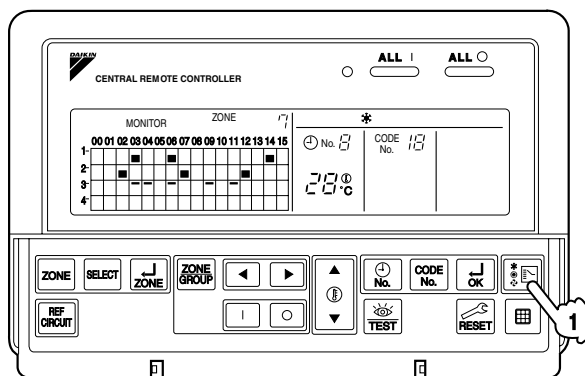 DAIKIN
CENTRAL REMOTE CONTROLLER
ALL I
ALL O
MONITOR
ZONE 7
00 01 02 03 04 05 06 07 08 09 10 11 12 13 14 15
1-
2-
3-
4-
No. 8
CODE No. 18
28°C
ZONE
SELECT
ZONE
ZONE GROUP
No.
CODE No.
OK
REF CIRCUIT
I
O
TEST
RESET
1